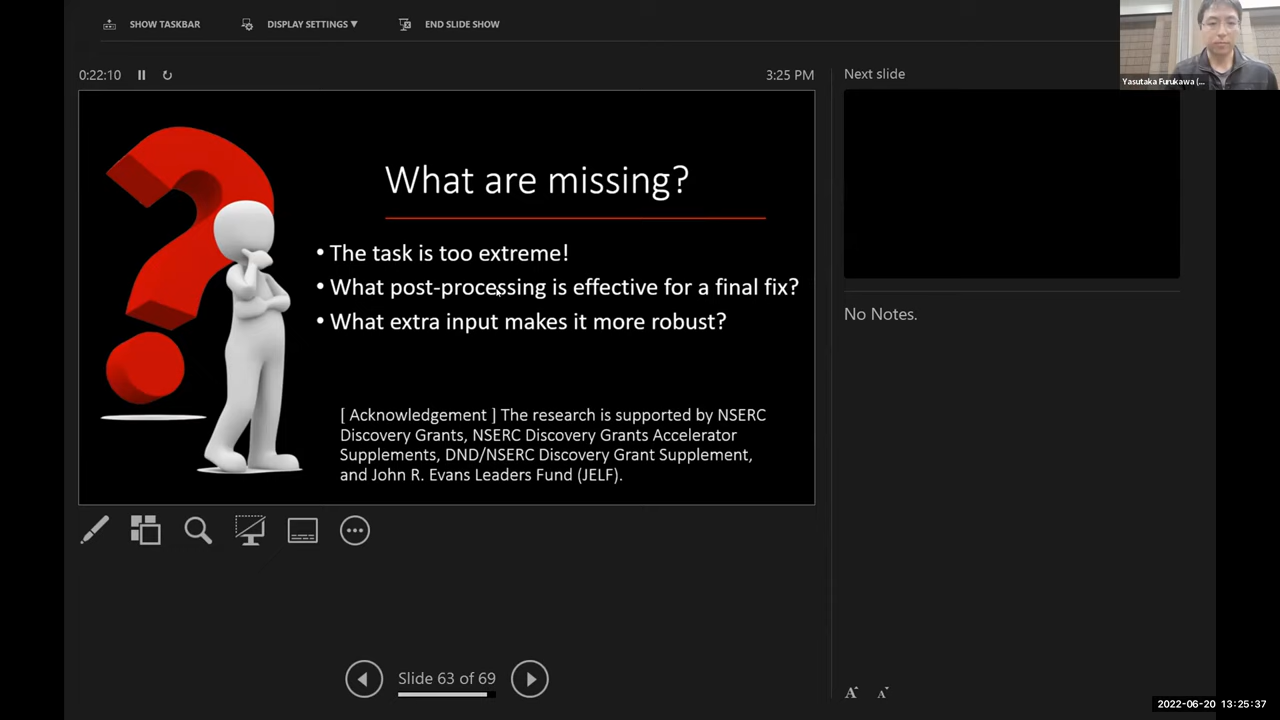 SHOW TASKBAR
DISPLAY SETTINGS ▼
END SLIDE SHOW
0:22:10
3:25 PM
Next slide
Yasutaka Furukawa (...
What are missing?
• The task is too extreme!
• What post-processing is effective for a final fix?
• What extra input makes it more robust?
[ Acknowledgement ] The research is supported by NSERC
Discovery Grants, NSERC Discovery Grants Accelerator
Supplements, DND/NSERC Discovery Grant Supplement,
and John R. Evans Leaders Fund (JELF).
No Notes.
Slide 63 of 69
A A
2022-06-20 13:25:37